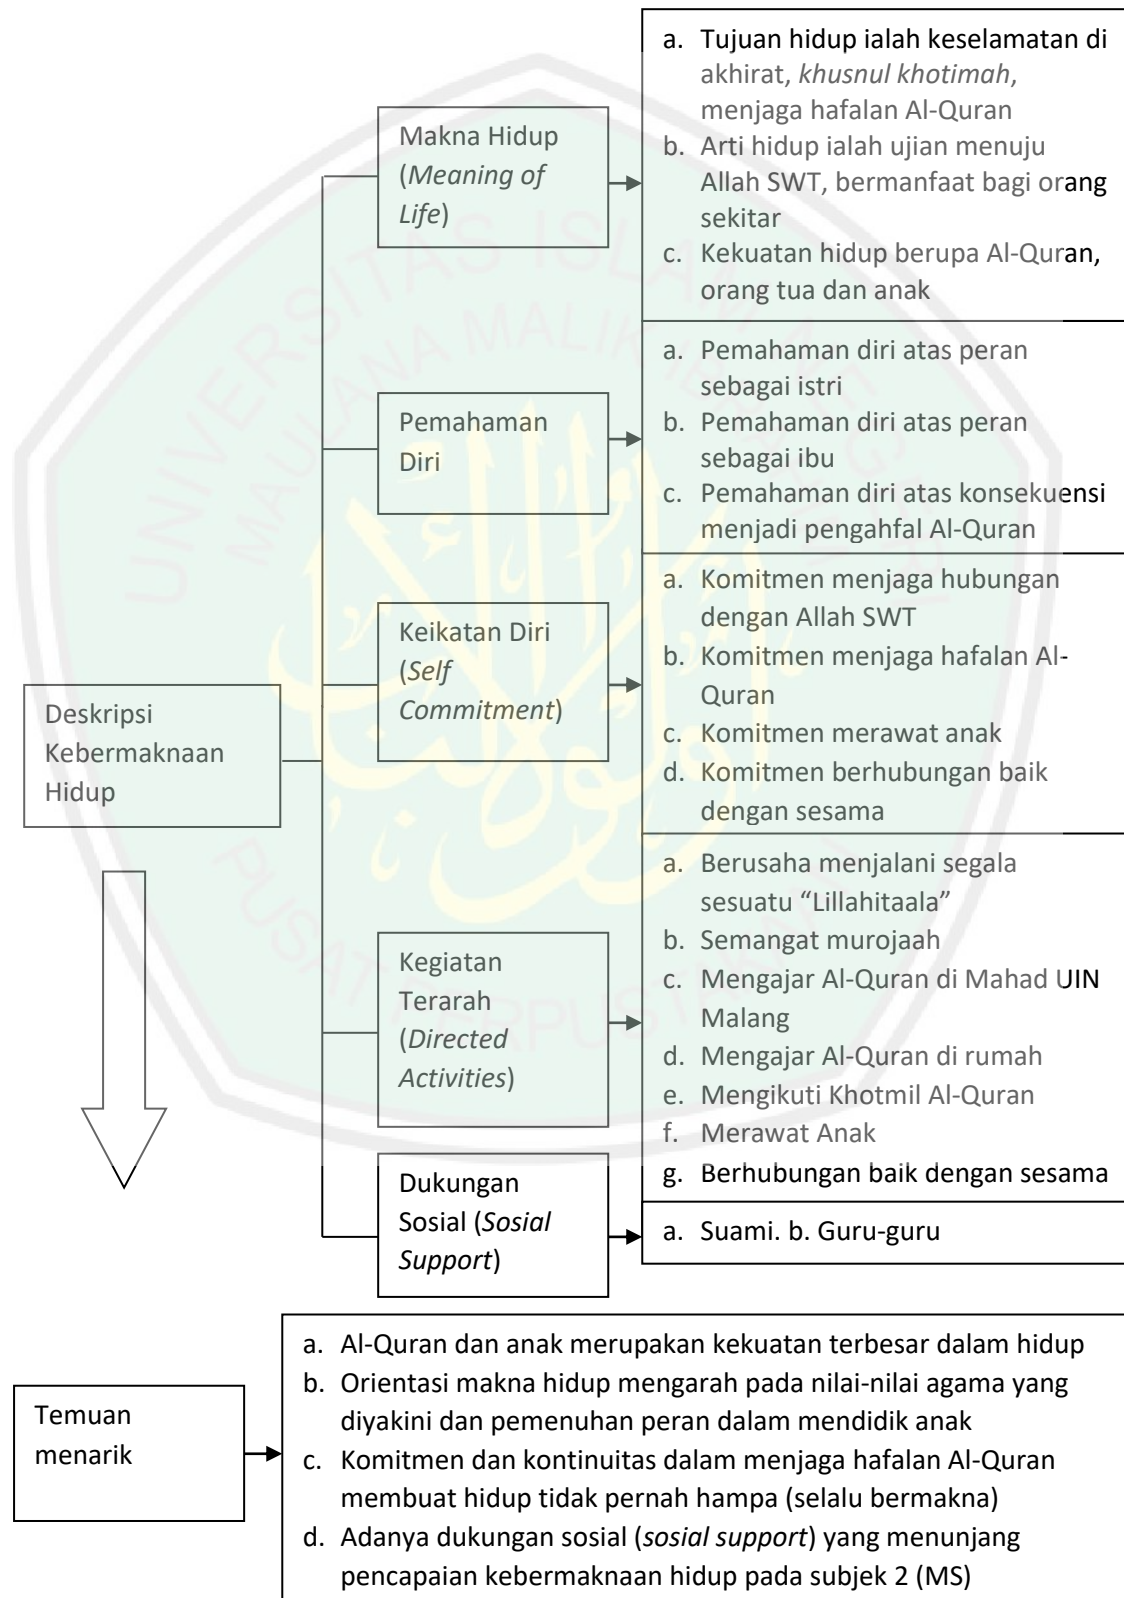 a. Tujuan hidup ialah keselamatan di
akhirat, khusnul khotimah,
menjaga hafalan Al-Quran
b. Arti hidup ialah ujian menuju
Allah SWT, bermanfaat bagi orang
sekitar
c. Kekuatan hidup berupa Al-Quran,
orang tua dan anak
Makna Hidup
(Meaning of
Life)
a. Pemahaman diri atas peran
sebagai istri
b. Pemahaman diri atas peran
sebagai ibu
c. Pemahaman diri atas konsekuensi
menjadi pengahfal Al-Quran
Pemahaman
Diri
a. Komitmen menjaga hubungan
dengan Allah SWT
b. Komitmen menjaga hafalan Al-
Quran
c. Komitmen merawat anak
d. Komitmen berhubungan baik
dengan sesama
Keikatan Diri
(Self
Commitment)
Deskripsi
Kebermaknaan
Hidup
a. Berusaha menjalani segala
sesuatu “Lillahitaala”
b. Semangat murojaah
c. Mengajar Al-Quran di Mahad UIN
Malang
d. Mengajar Al-Quran di rumah
e. Mengikuti Khotmil Al-Quran
f. Merawat Anak
g. Berhubungan baik dengan sesama
Kegiatan
Terarah
(Directed
Activities)
Dukungan
Sosial (Sosial
Support)
a. Suami. b. Guru-guru
Temuan
menarik
a. Al-Quran dan anak merupakan kekuatan terbesar dalam hidup
b. Orientasi makna hidup mengarah pada nilai-nilai agama yang
diyakini dan pemenuhan peran dalam mendidik anak
c. Komitmen dan kontinuitas dalam menjaga hafalan Al-Quran
membuat hidup tidak pernah hampa (selalu bermakna)
d. Adanya dukungan sosial (sosial support) yang menunjang
pencapaian kebermaknaan hidup pada subjek 2 (MS)
UNIVERSITAS ISLAM NEGERI
MAULANA MALIK IBRAHIM
PUSAT PERPUSTAKAAN